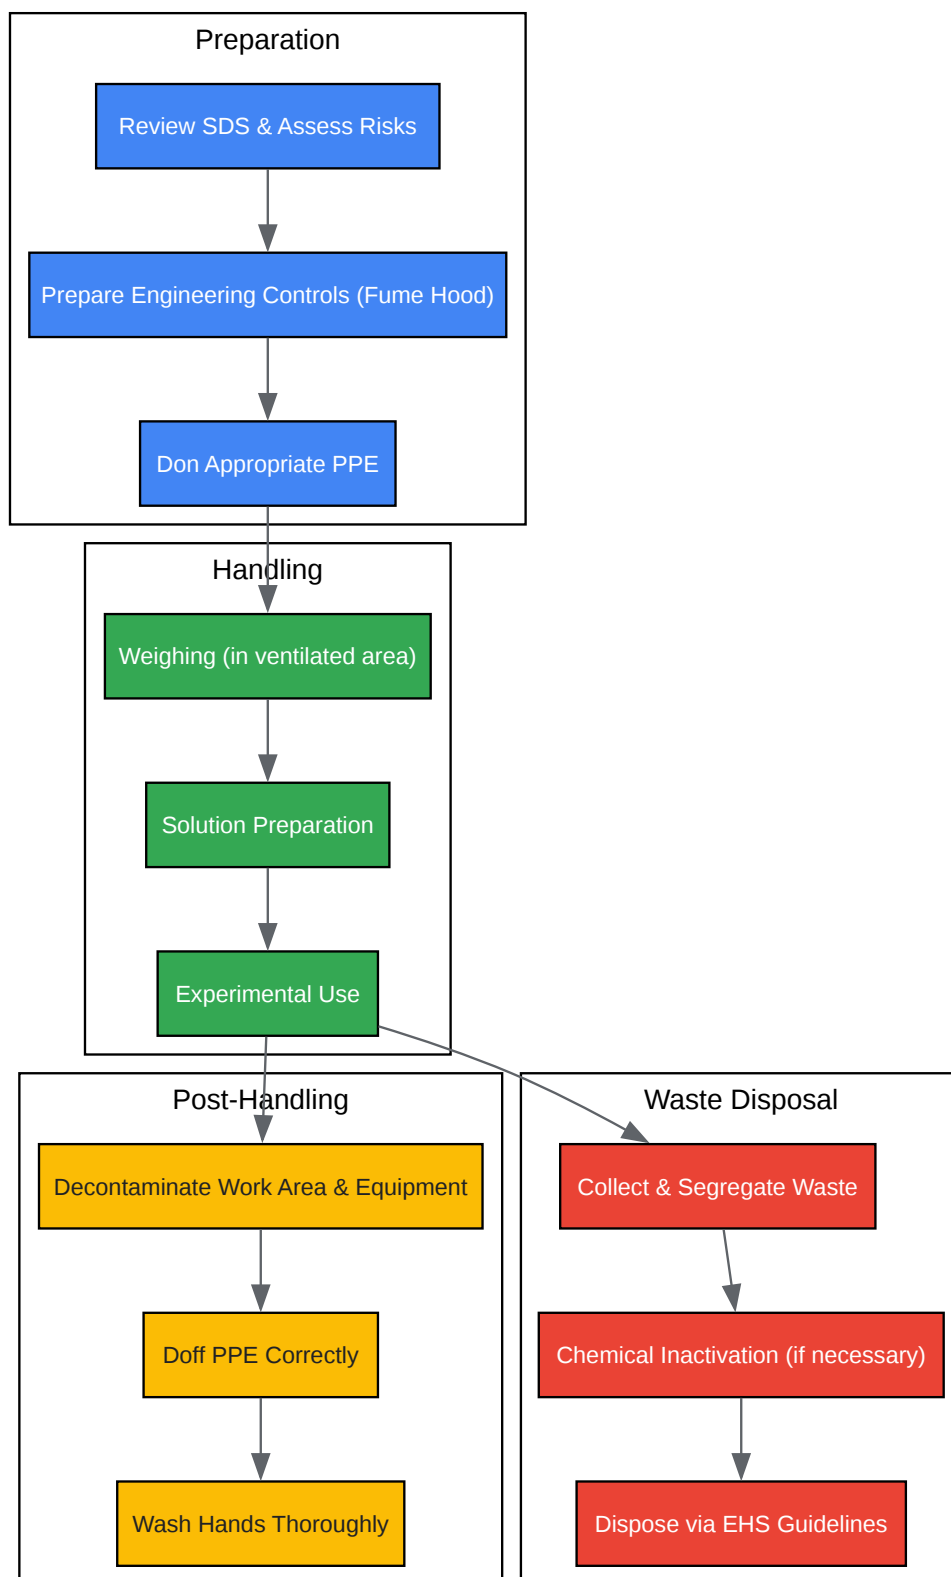 Preparation
Review SDS & Assess Risks
Prepare Engineering Controls (Fume Hood)
Don Appropriate PPE
Handling
Weighing (in ventilated area)
Solution Preparation
Experimental Use
Post-Handling
Decontaminate Work Area & Equipment
Doff PPE Correctly
Wash Hands Thoroughly
Waste Disposal
Collect & Segregate Waste
Chemical Inactivation (if necessary)
Dispose via EHS Guidelines